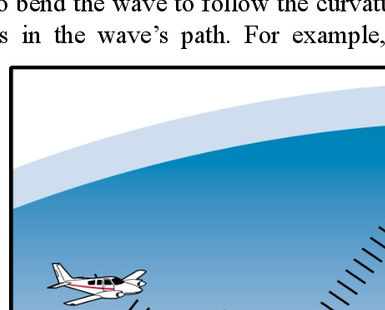 o bend the wave to follow the curvatu
s in the wave’s path. For example,